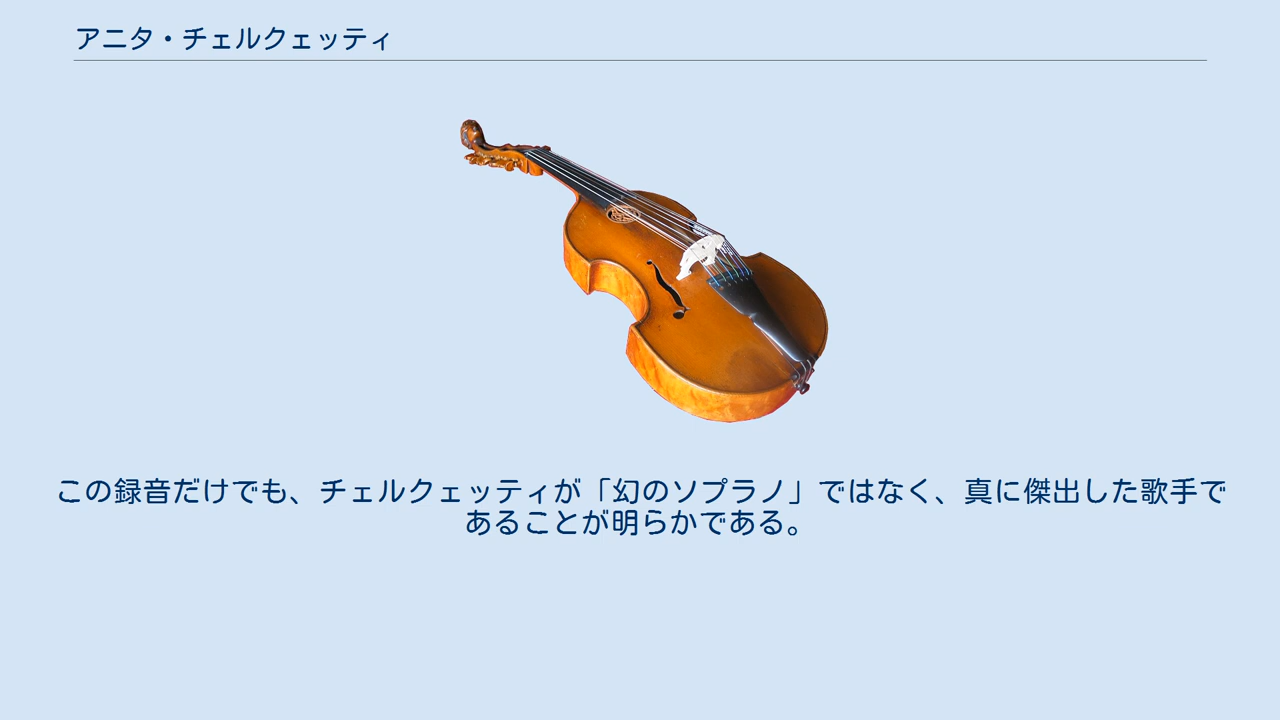 アニタ・チェルクェッティ
この録音だけでも、チェルクェッティが「幻のソプラノ」ではなく、真に傑出した歌手で
あることが明らかである。